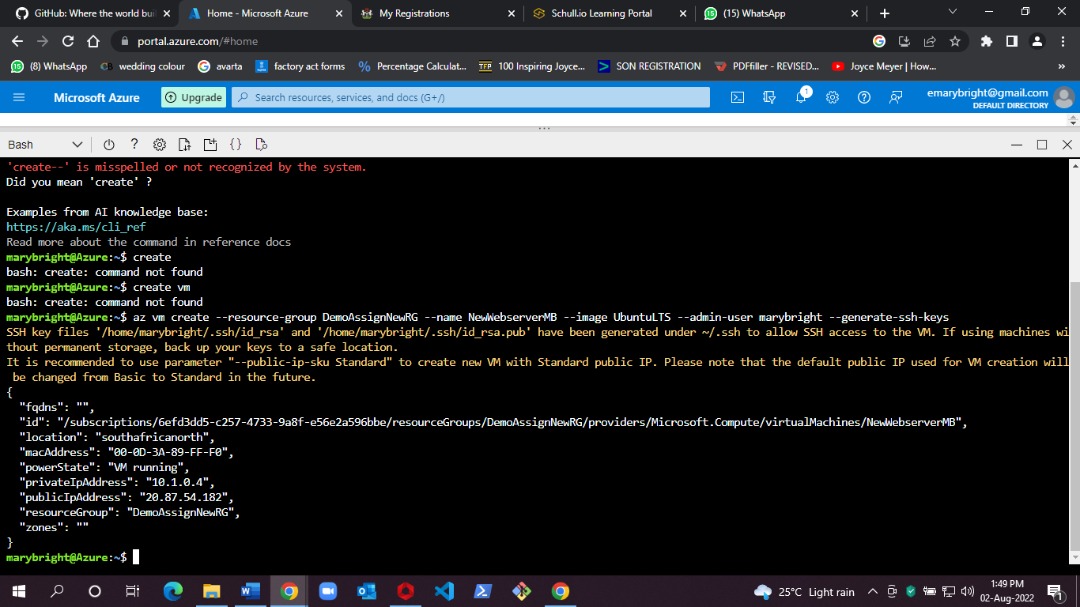 GitHub: Where the world bui
Home - Microsoft Azure
My Registrations
Schull.io Learning Portal
(15) WhatsApp
portal.azure.com/#home
(8) WhatsApp
wedding colour
avarta
factory act forms
Percentage Calculat...
100 Inspiring Joyce...
SON REGISTRATION
PDFfiller - REVISED...
Joyce Meyer | How...
»
Microsoft Azure
Upgrade
Search resources, services, and docs (G+/)
1
emarybright@gmail.com
DEFAULT DIRECTORY
Bash
'create--' is misspelled or not recognized by the system.
Did you mean 'create' ?
Examples from AI knowledge base:
https://aka.ms/cli_ref
Read more about the command in reference docs
marybright@Azure:~$ create
bash: create: command not found
marybright@Azure:~$ create vm
bash: create: command not found
marybright@Azure:~$ az vm create --resource-group DemoAssignNewRG --name NewWebserverMB --image UbuntuLTS --admin-user marybright --generate-ssh-keys
SSH key files '/home/marybright/.ssh/id_rsa' and '/home/marybright/.ssh/id_rsa.pub' have been generated under ~/.ssh to allow SSH access to the VM. If using machines wi
thout permanent storage, back up your keys to a safe location.
It is recommended to use parameter "--public-ip-sku Standard" to create new VM with Standard public IP. Please note that the default public IP used for VM creation will
be changed from Basic to Standard in the future.
{
"fqdns": "",
"id": "/subscriptions/6efd3dd5-c257-4733-9a8f-e56e2a596bbe/resourceGroups/DemoAssignNewRG/providers/Microsoft.Compute/virtualMachines/NewWebserverMB",
"location": "southafricanorth",
"macAddress": "00-0D-3A-89-FF-F0",
"powerState": "VM running",
"privateIpAddress": "10.1.0.4",
"publicIpAddress": "20.87.54.182",
"resourceGroup": "DemoAssignNewRG",
"zones": ""
}
marybright@Azure:~$
25°C Light rain
1:49 PM
02-Aug-2022
1